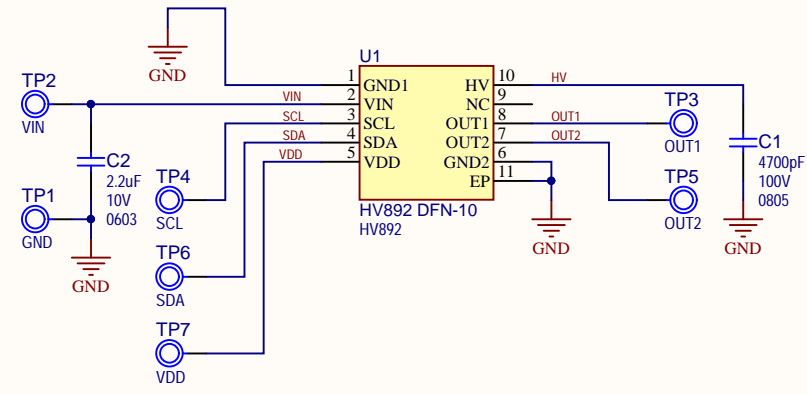 GND
U1
TP2
VIN
1
GND1
HV
10
HV
VIN
2
VIN
NC
9
TP3
SCL
3
SCL
OUT1
8
OUT1
OUT1
SDA
4
SDA
OUT2
7
OUT2
C1
4700pF
100V
0805
VDD
5
VDD
GND2
6
EP
11
C2
2.2uF
10V
0603
TP1
GND
TP4
SCL
TP5
OUT2
HV892 DFN-10
HV892
GND
GND
GND
TP6
SDA
TP7
VDD